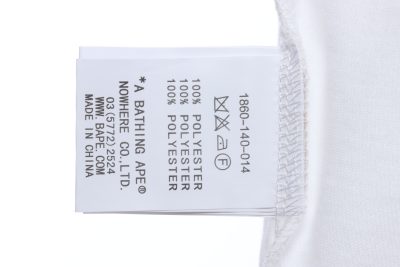 1860-140-014
F
100% POLYESTER
100% POLYESTER
100% POLYESTER
*A BATHING APE®
NOWHERE CO.,LTD.
03(5772)2524
WWW.BAPE.COM
MADE IN CHINA